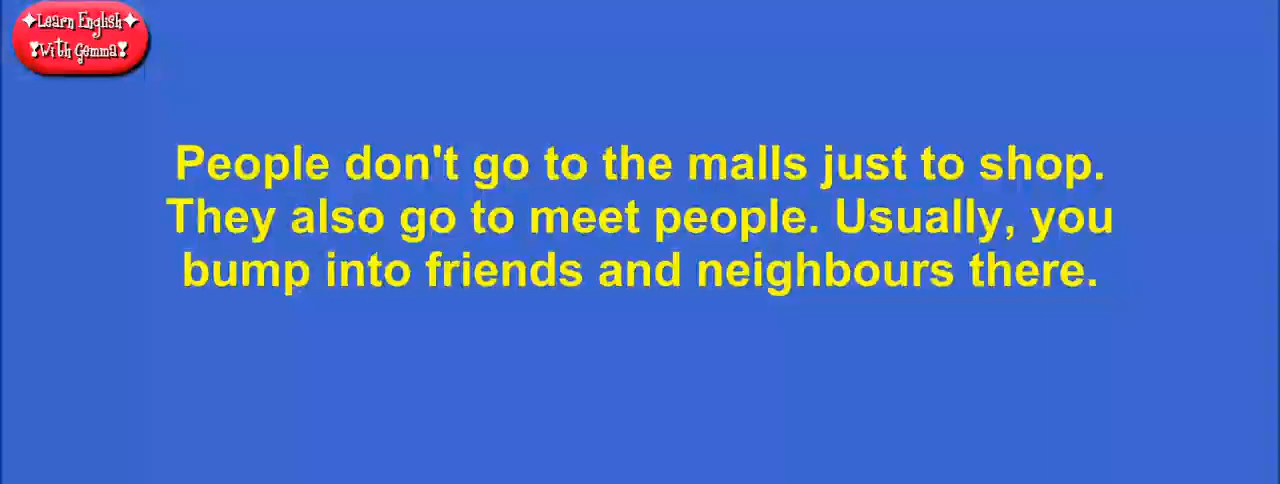 ✦Learn English✦
❣With Gemma❣
People don't go to the malls just to shop.
They also go to meet people. Usually, you
bump into friends and neighbours there.